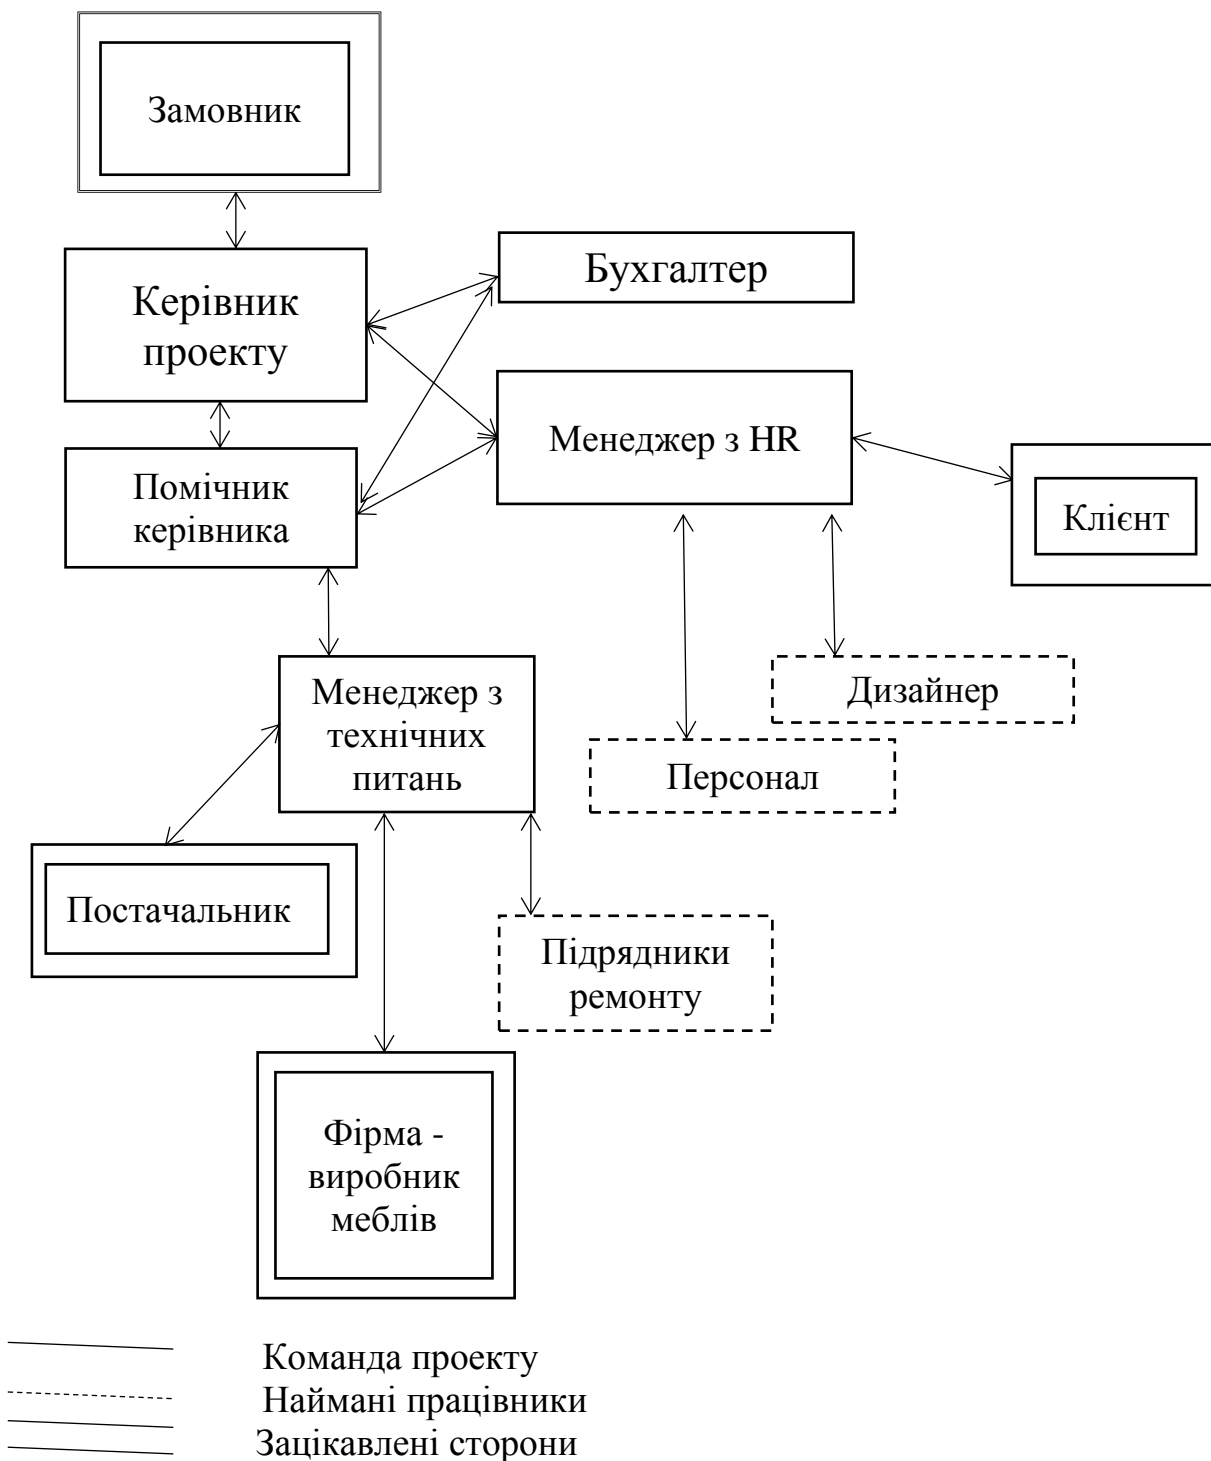 Замовник
Бухгалтер
Керівник
проекту
Менеджер з HR
Помічник
керівника
Клієнт
Менеджер з
технічних
питань
Дизайнер
Персонал
Постачальник
Підрядники
ремонту
Фірма -
виробник
меблів
Команда проекту
Наймані працівники
Зацікавлені сторони